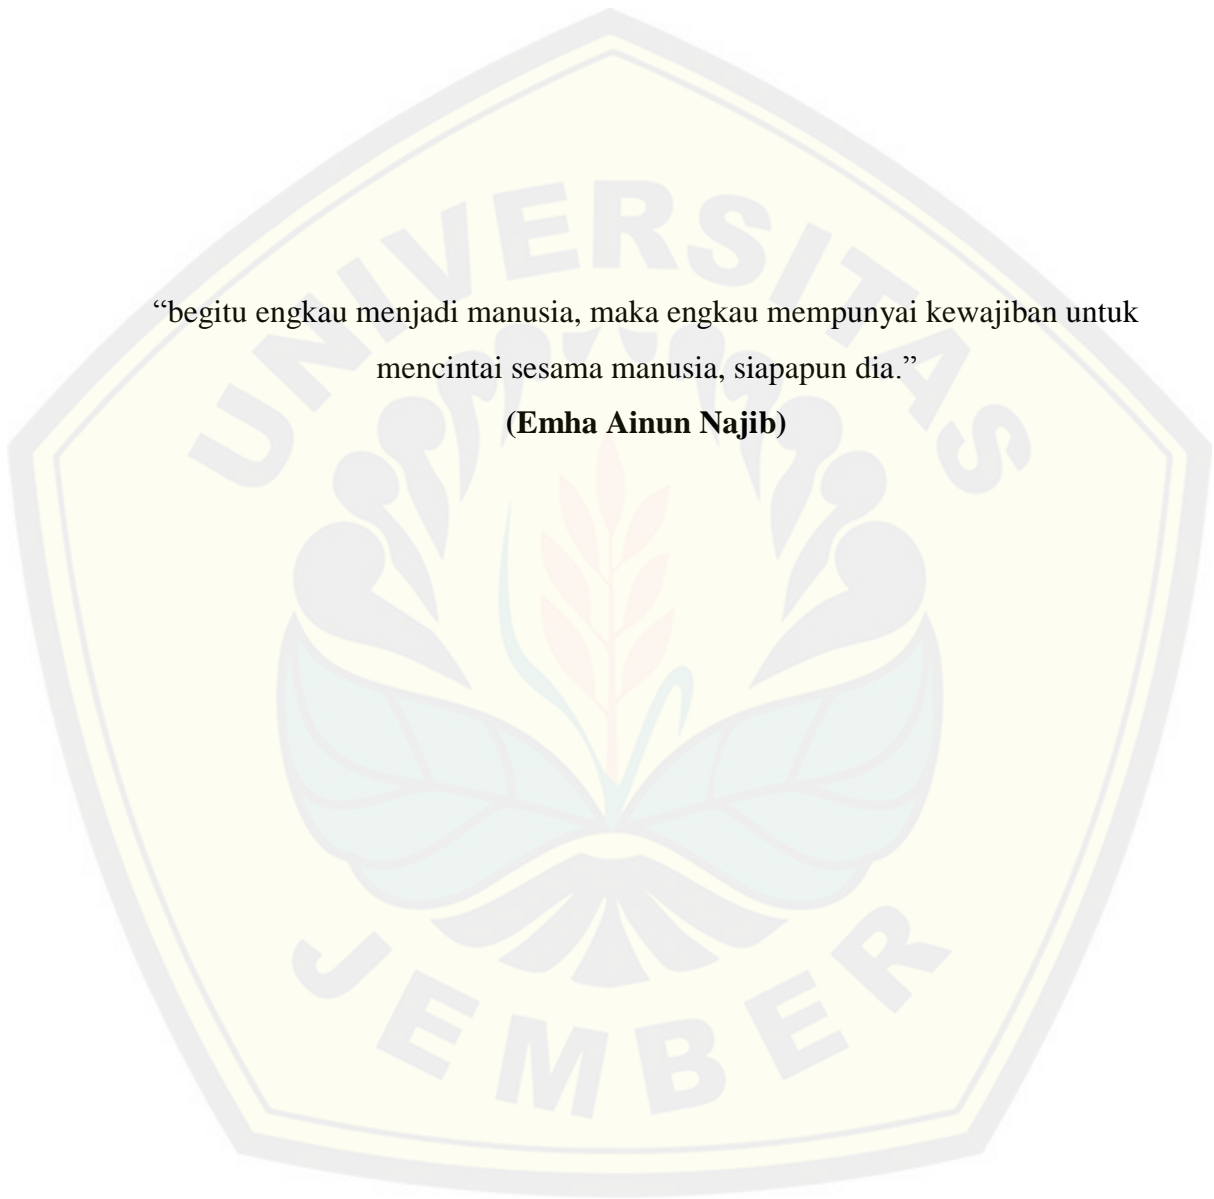 UNIVERSITAS
“begitu engkau menjadi manusia, maka engkau mempunyai kewajiban untuk
mencintai sesama manusia, siapapun dia.”
(Emha Ainun Najib)
JEMBER